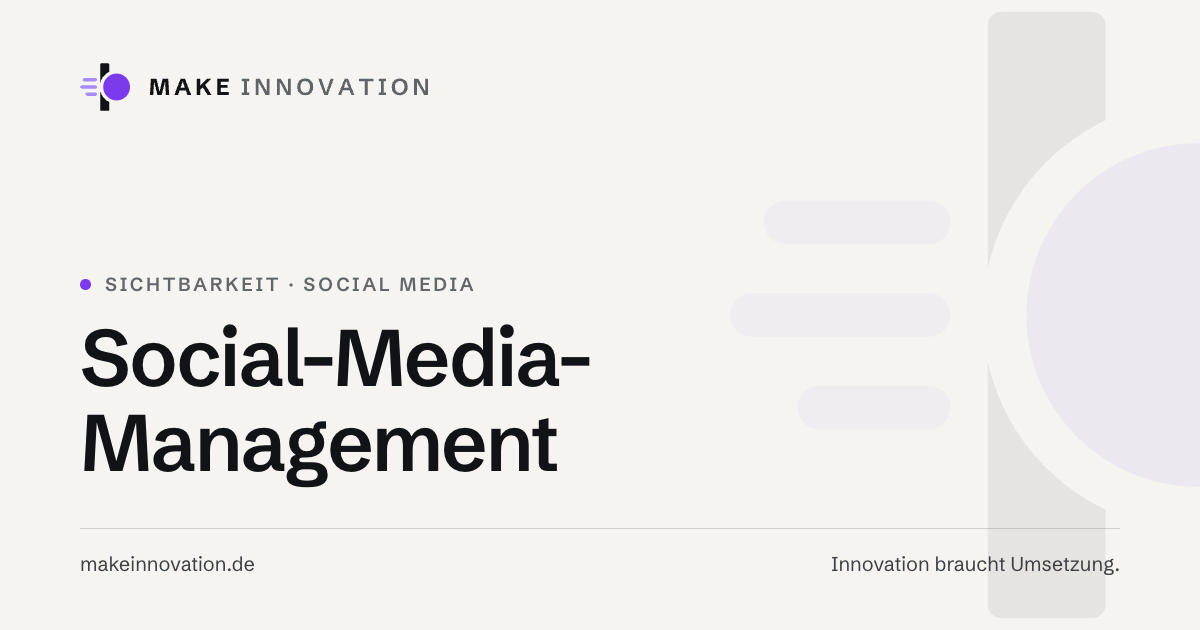 MAKE INNOVATION
SICHTBARKEIT · SOCIAL MEDIA
Social-Media-
Management
makeinnovation.de
Innovation braucht Umsetzung.